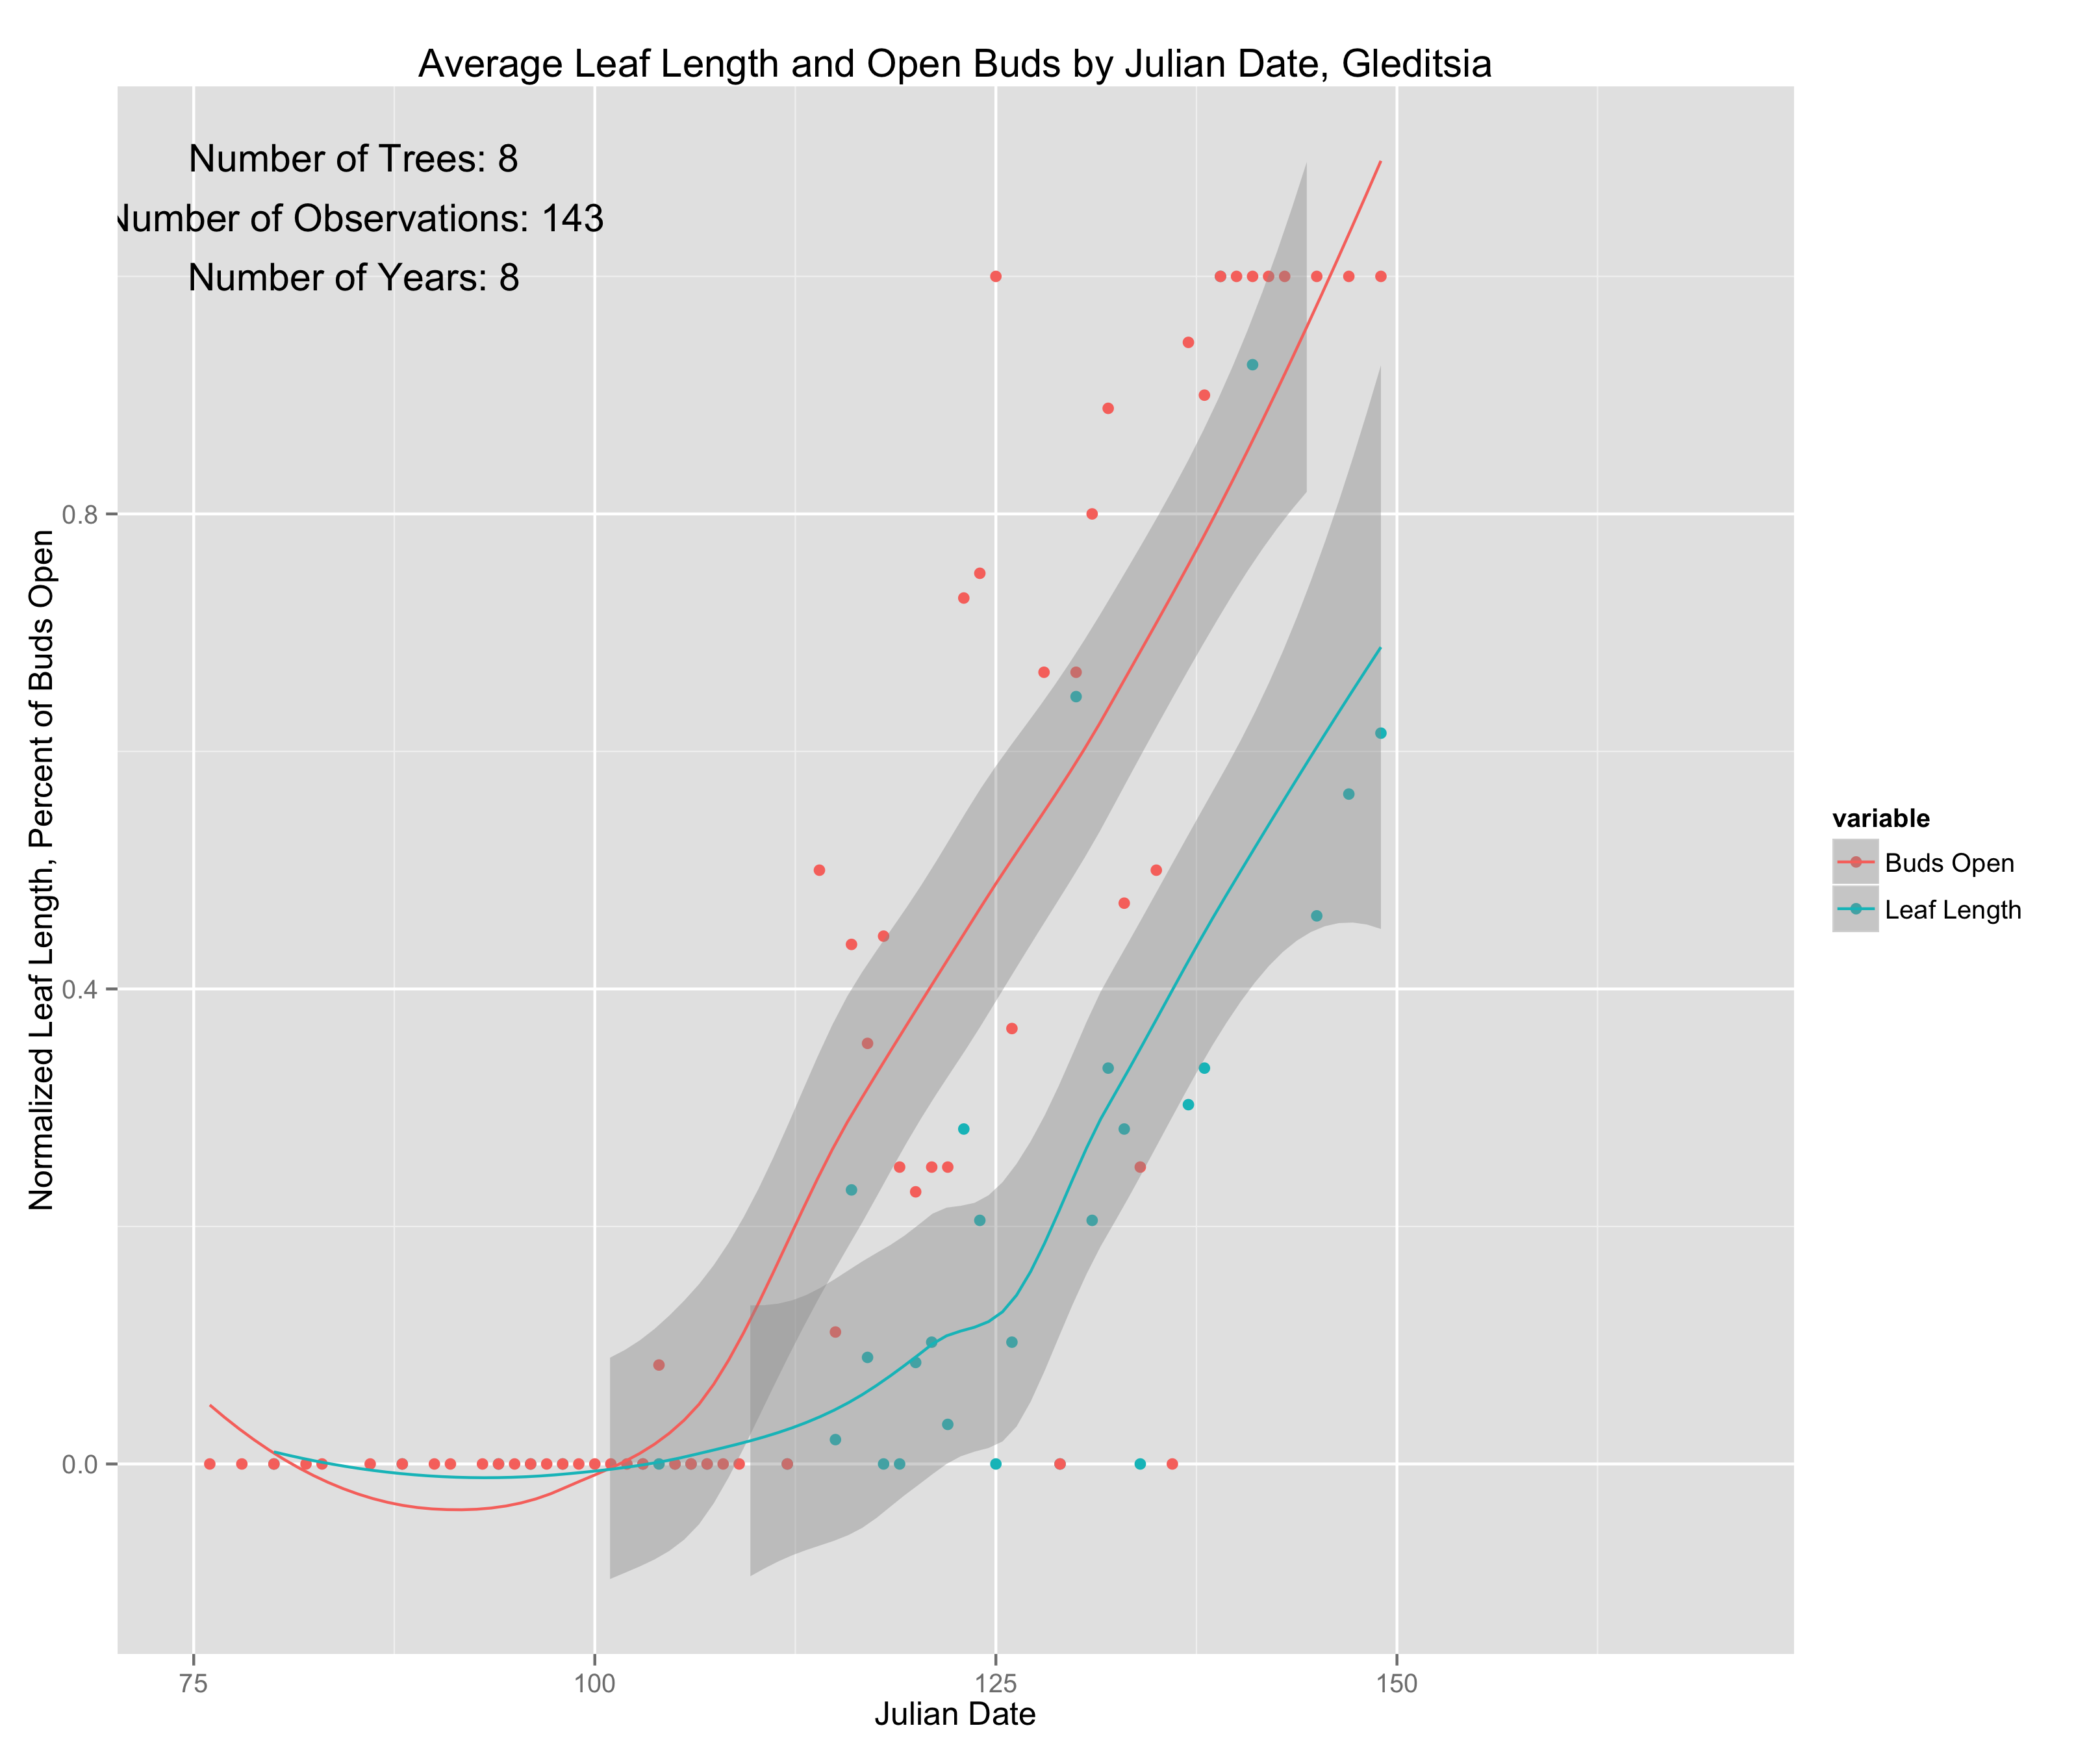 Average Leaf Length and Open Buds by Julian Date, Gleditsia
Number of Trees: 8
Number of Observations: 143
Number of Years: 8
Normalized Leaf Length, Percent of Buds Open
0.8
0.4
0.0
75
100
125
150
Julian Date
variable
Buds Open
Leaf Length